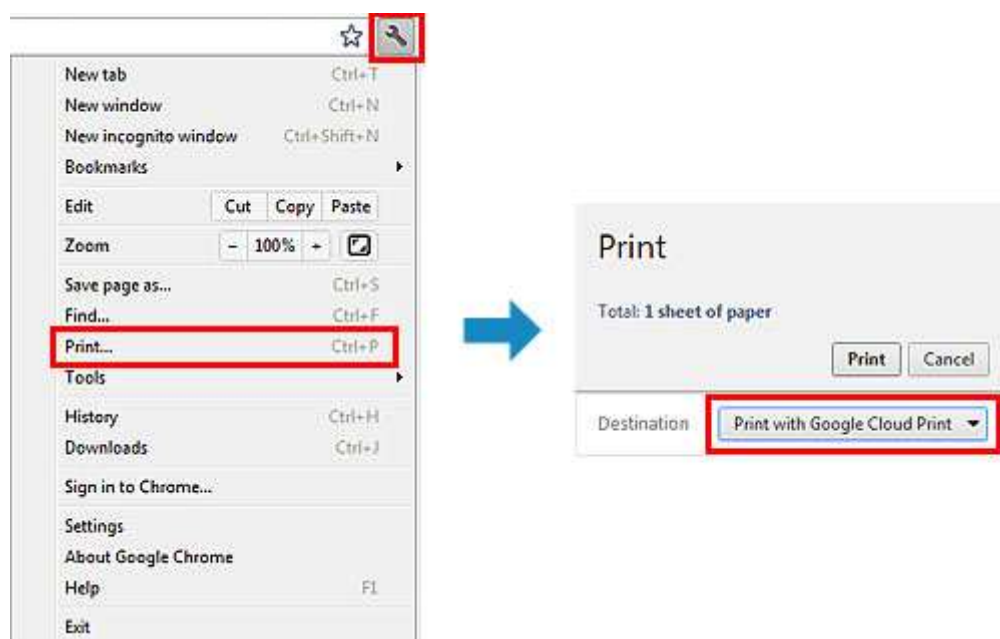 New tab Ctrl+T
New window Ctrl+N
New incognito window Ctrl+Shift+N
Bookmarks
Edit Cut Copy Paste
Zoom - 100% +
Save page as... Ctrl+S
Find... Ctrl+F
Print... Ctrl+P
Tools
History Ctrl+H
Downloads Ctrl+J
Sign in to Chrome...
Settings
About Google Chrome
Help F1
Exit
Print
Total: 1 sheet of paper
Print Cancel
Destination Print with Google Cloud Print